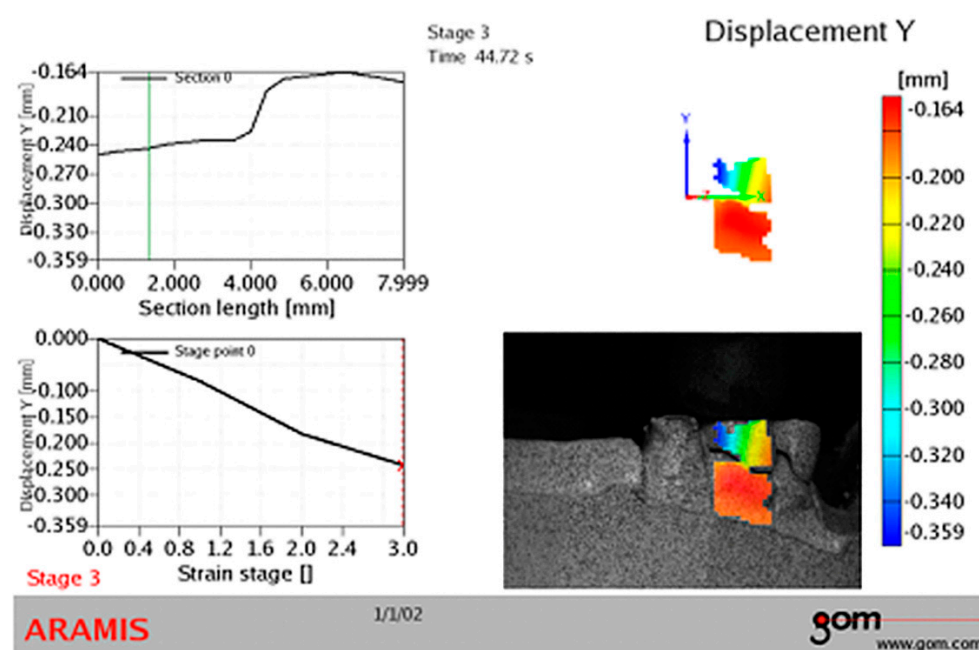 Stage 3
Time 44.72 s
Displacement Y
[mm]
-0.164
-0.200
-0.220
-0.240
-0.260
-0.280
-0.300
-0.320
-0.340
-0.359
Displacement Y [mm]
-0.164
-0.210
-0.240
-0.270
-0.300
-0.330
-0.359
Section 0
0.000 2.000 4.000 6.000 7.999
Section length [mm]
Y
X
Displacement Y [mm]
0.000
-0.100
-0.150
-0.200
-0.250
-0.300
-0.359
Stage point 0
0.0 0.4 0.8 1.2 1.6 2.0 2.4 3.0
Strain stage []
Stage 3
ARAMIS
1/1/02
gom
www.gom.com